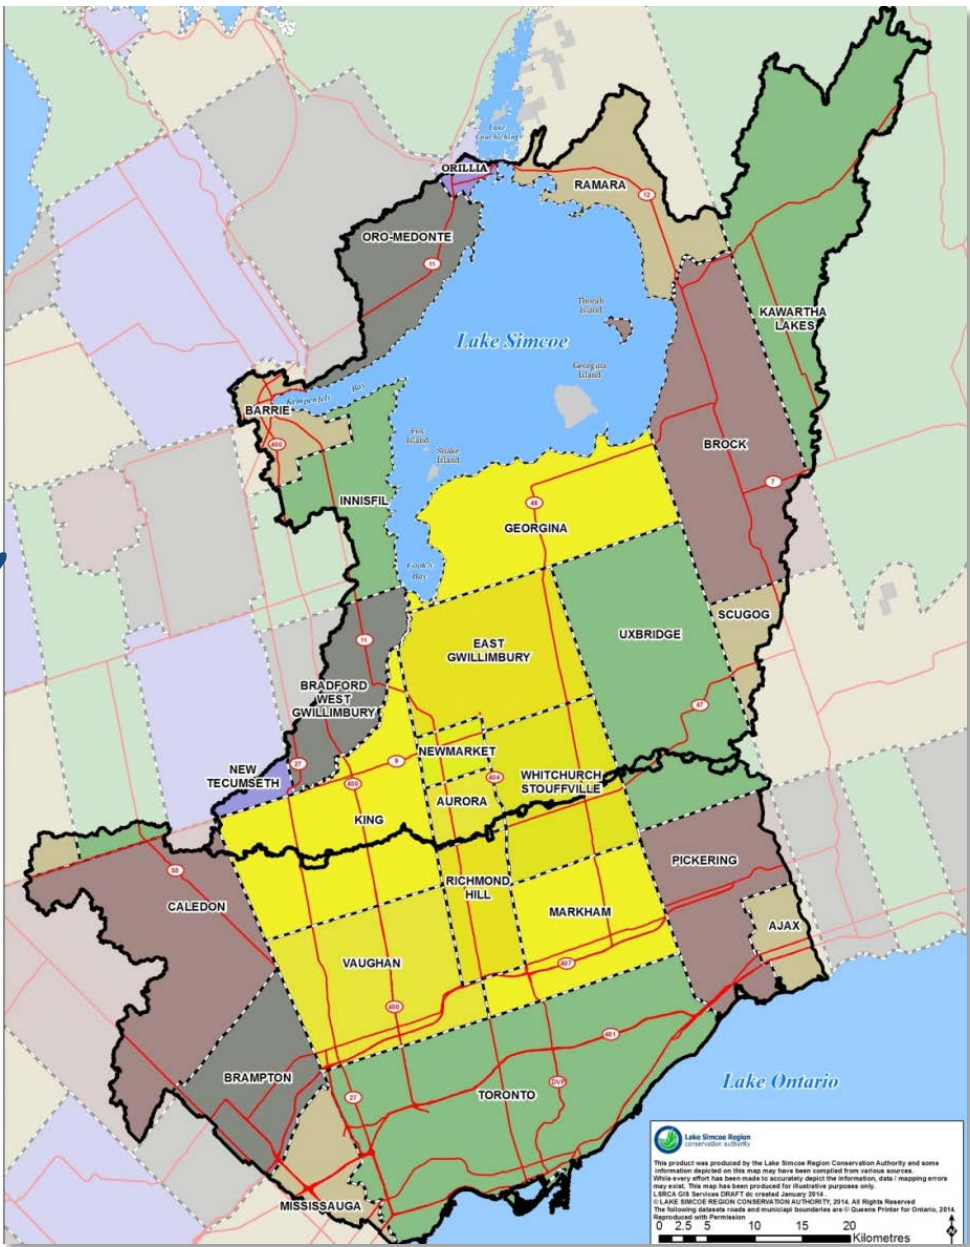 Lake
Couchiching
ORILLIA
RAMARA
12
ORO-MEDONTE
11
Thorah
Island
KAWARTHA
LAKES
Lake Simcoe
Georgina
Island
Kempenfelt Bay
BARRIE
400
Fox
Island
Snake
Island
BROCK
7
INNISFIL
48
GEORGINA
Cook's
Bay
SCUGOG
UXBRIDGE
11
EAST
GWILLIMBURY
BRADFORD
WEST
GWILLIMBURY
47
NEWMARKET
9
27
400
404
NEW
TECUMSETH
WHITCHURCH
STOUFFVILLE
AURORA
KING
50
PICKERING
RICHMOND
HILL
CALEDON
MARKHAM
AJAX
VAUGHAN
407
400
401
BRAMPTON
DVP
Lake Ontario
27
TORONTO
MISSISSAUGA
Lake Simcoe Region
conservation authority
This product was produced by the Lake Simcoe Region Conservation Authority and some
information depicted on this map may have been compiled from various sources.
While every effort has been made to accurately depict the information, data / mapping errors
may exist. This map has been produced for illustrative purposes only.
LSRCA GIS Services DRAFT dc created January 2014.
© LAKE SIMCOE REGION CONSERVATION AUTHORITY, 2014. All Rights Reserved
The following datasets roads and municipl boundaries are © Queens Printer for Ontario, 2014.
Reproduced with Permission
0 2.5 5 10 15 20
Kilometres
N